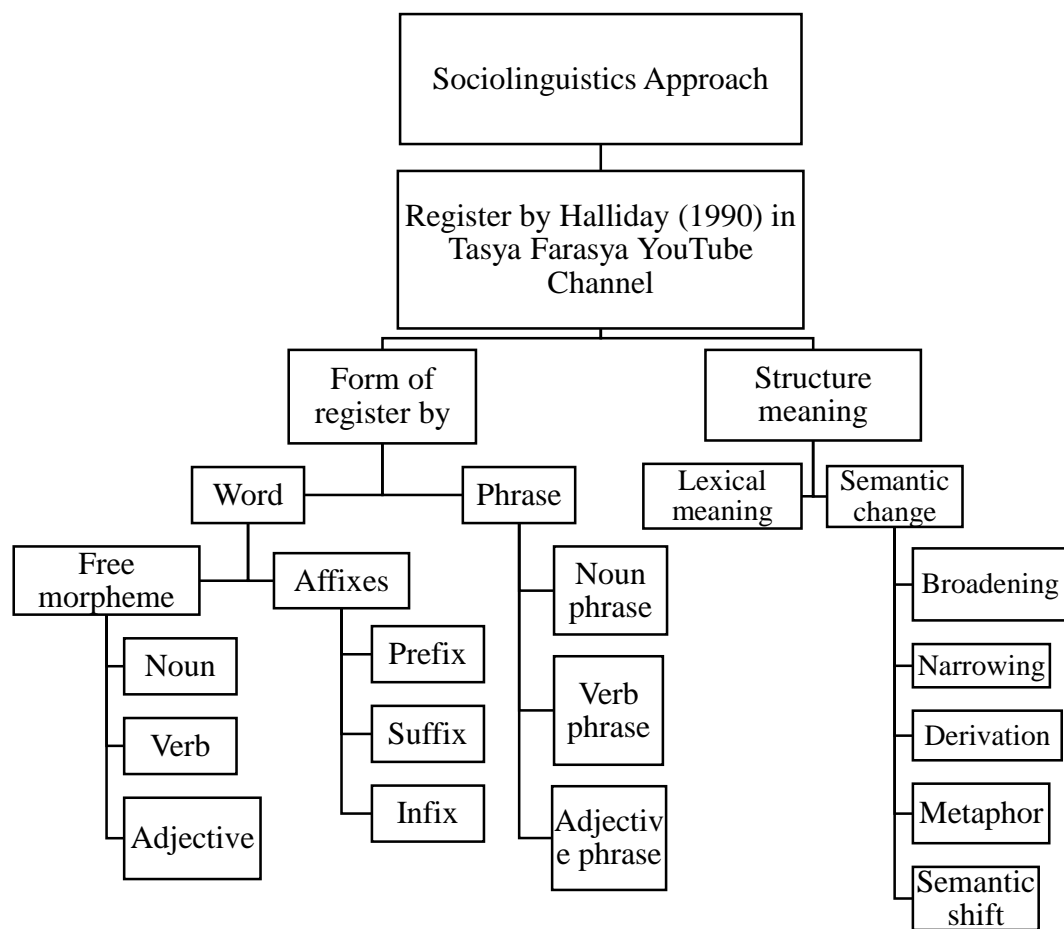 Sociolinguistics Approach
Register by Halliday (1990) in
Tasya Farasya YouTube
Channel
Form of
register by
Structure
meaning
Word
Phrase
Lexical
meaning
Semantic
change
Free
morpheme
Affixes
Noun
Verb
Adjective
Prefix
Suffix
Infix
Noun
phrase
Verb
phrase
Adjectiv
e phrase
Broadening
Narrowing
Derivation
Metaphor
Semantic
shift